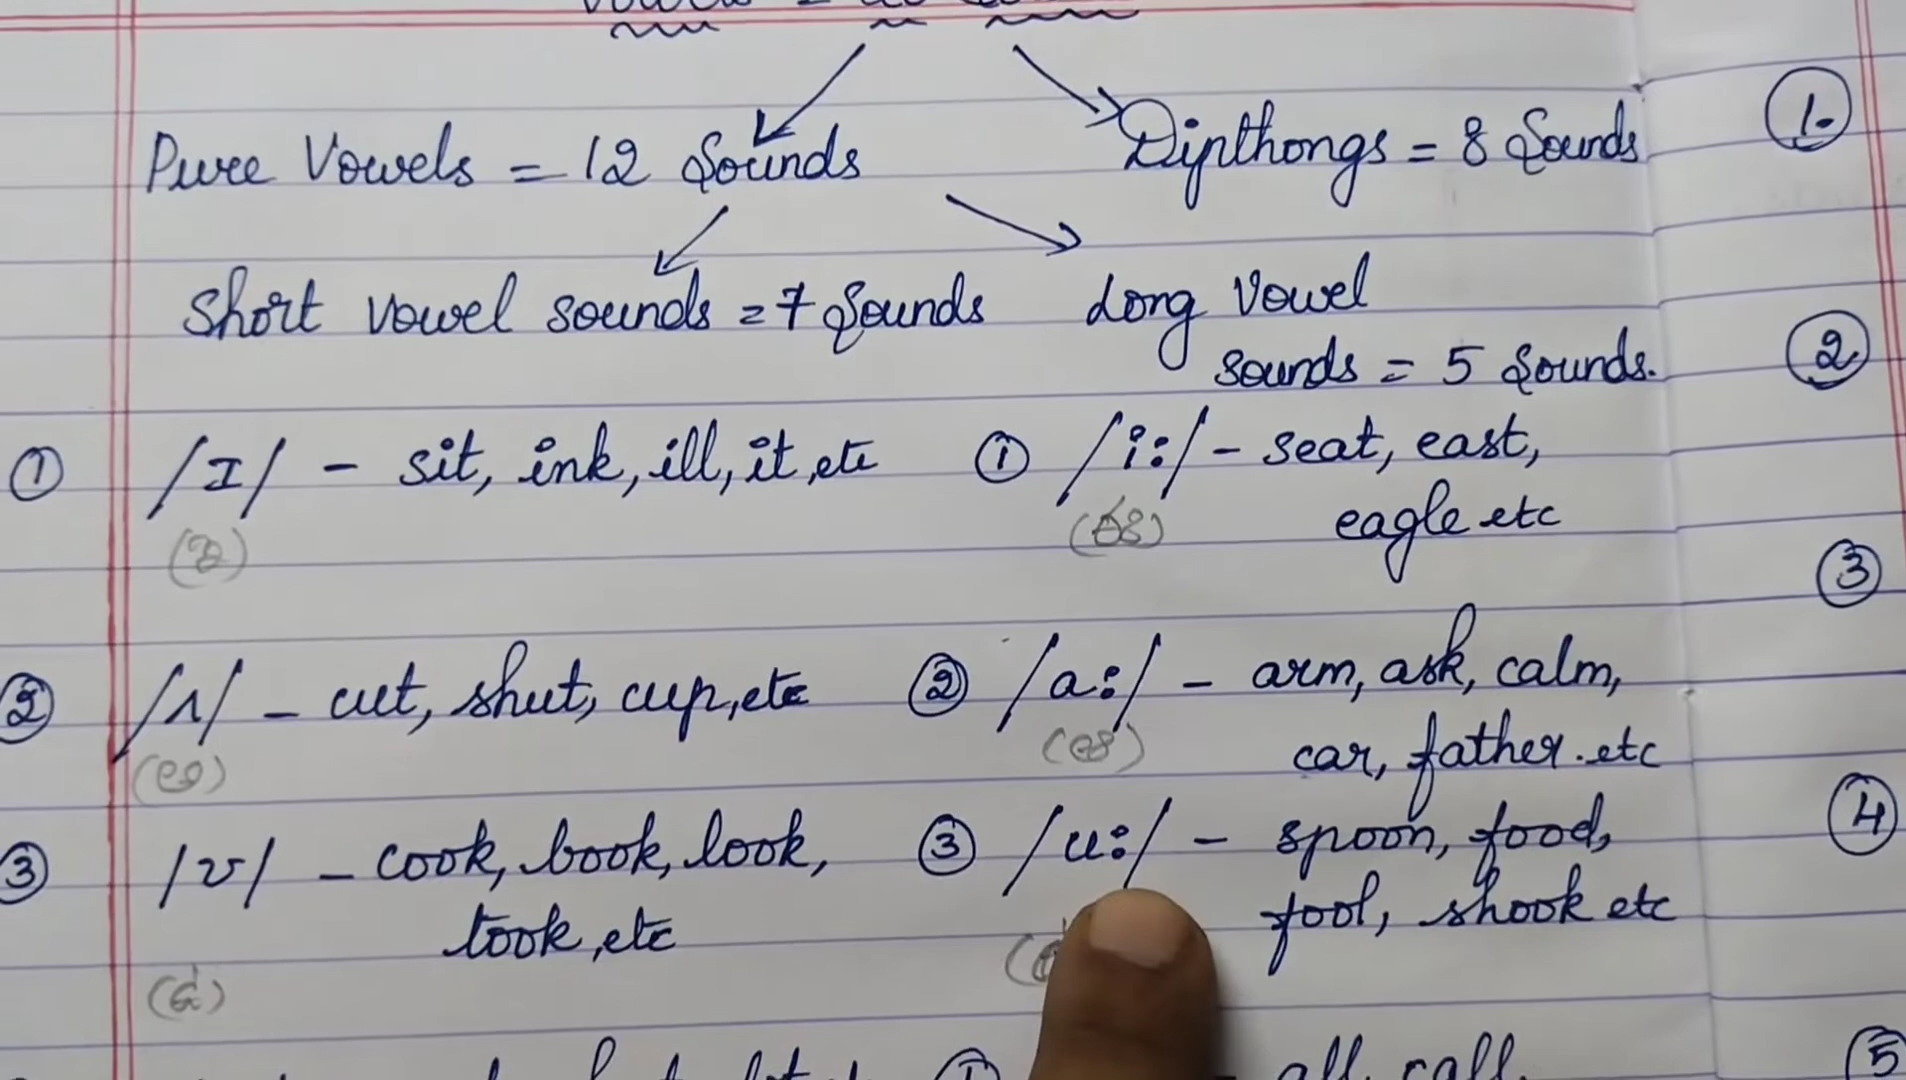 Pure Vowels = 12 Sounds
Dipthongs = 8 Sounds
1.
Short vowel sounds = 7 Sounds
Long Vowel
sounds = 5 Sounds.
2
1 /I/ - sit, ink, ill, it, etc
1 /i:/ - seat, east,
eagle etc
3
2 /ʌ/ - cut, shut, cup, etc
2 /a:/ - arm, ask, calm,
car, father. etc
4
3 /ʊ/ - cook, book, look,
took, etc
3 /u:/ - spoon, food,
fool, shook etc
all, call,
5